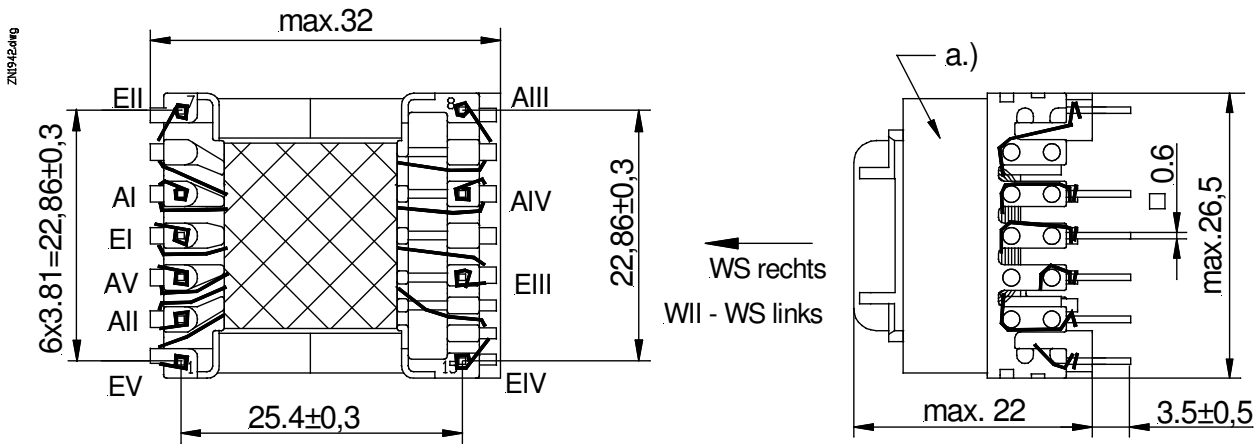 ZN1942.dwg
max.32
a.)
EII
7
8
AIII
6x3.81=22,86±0,3
AI
AIV
22,86±0,3
□ 0.6
max.26,5
EI
WS rechts
AV
EIII
WII - WS links
AII
1
15
EV
EIV
25.4±0,3
max. 22
3.5±0,5